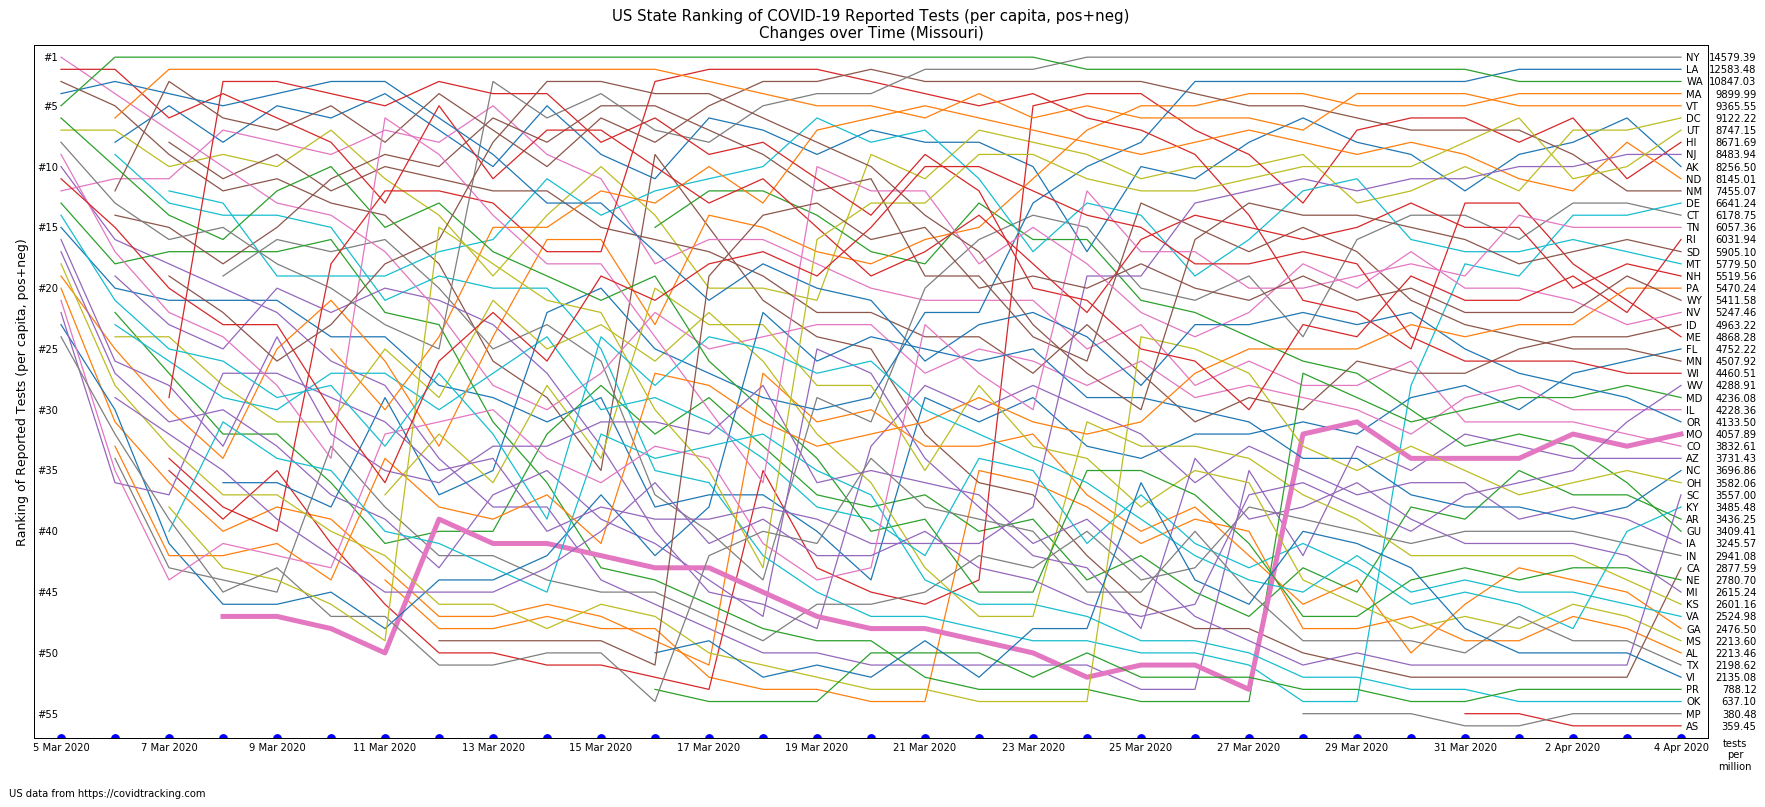 US State Ranking of COVID-19 Reported Tests (per capita, pos+neg)
Changes over Time (Missouri)
Ranking of Reported Tests (per capita, pos+neg)
#1
#5
#10
#15
#20
#25
#30
#35
#40
#45
#50
#55
NY 14579.39
LA 12583.48
WA 10847.03
MA 9899.99
VT 9365.55
DC 9122.22
UT 8747.15
HI 8671.69
NJ 8483.94
AK 8256.50
ND 8145.01
NM 7455.07
DE 6641.24
CT 6178.75
TN 6057.36
RI 6031.94
SD 5905.10
MT 5779.50
NH 5519.56
PA 5470.24
WY 5411.58
NV 5247.46
ID 4963.22
ME 4868.28
FL 4752.22
MN 4507.92
WI 4460.51
WV 4288.91
MD 4236.08
IL 4228.36
OR 4133.50
MO 4057.89
CO 3832.61
AZ 3731.43
NC 3696.86
OH 3582.06
SC 3557.00
KY 3485.48
AR 3436.25
GU 3409.41
IA 3245.57
IN 2941.08
CA 2877.59
NE 2780.70
MI 2615.24
KS 2601.16
VA 2524.98
GA 2476.50
MS 2213.60
AL 2213.46
TX 2198.62
VI 2135.08
PR 788.12
OK 637.10
MP 380.48
AS 359.45
5 Mar 2020
7 Mar 2020
9 Mar 2020
11 Mar 2020
13 Mar 2020
15 Mar 2020
17 Mar 2020
19 Mar 2020
21 Mar 2020
23 Mar 2020
25 Mar 2020
27 Mar 2020
29 Mar 2020
31 Mar 2020
2 Apr 2020
4 Apr 2020
tests
per
million
US data from https://covidtracking.com